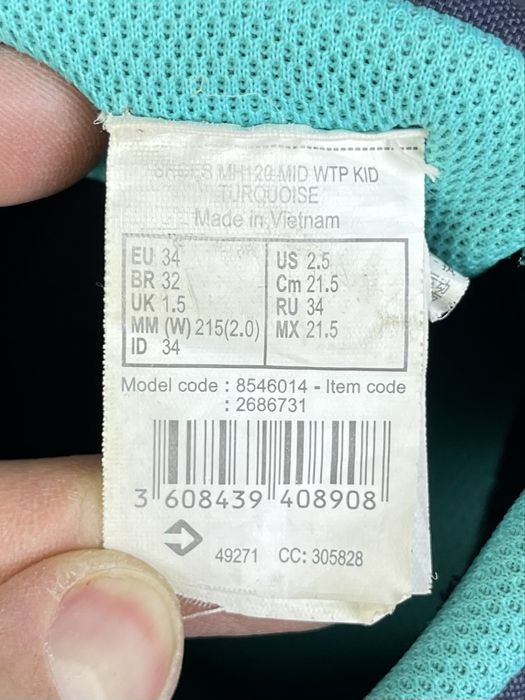 SHOES MH120 MID WTP KID
TURQUOISE
Made in Vietnam
EU 34
BR 32
UK 1.5
MM (W) 215(2.0)
ID 34
US 2.5
Cm 21.5
RU 34
MX 21.5
Model code : 8546014 - Item code
: 2686731
3 608439 408908
49271 CC: 305828